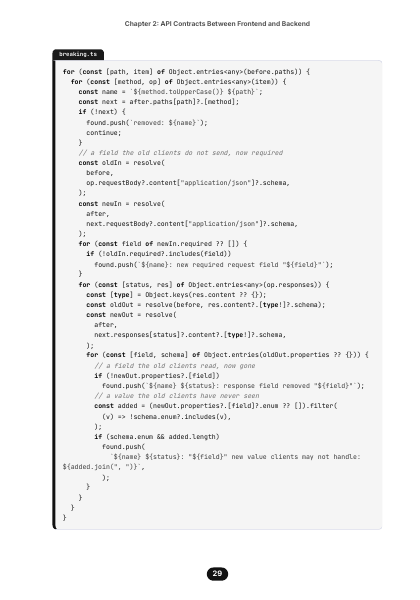 Chapter 2: API Contracts Between Frontend and Backend
breaking.ts
for (const [path, item] of Object.entries<any>(before.paths)) {
  for (const [method, op] of Object.entries<any>(item)) {
    const name = `${method.toUpperCase()} ${path}`;
    const next = after.paths[path]?.[method];
    if (!next) {
      found.push(`removed: ${name}`);
      continue;
    }
    // a field the old clients do not send, now required
    const oldIn = resolve(
      before,
      op.requestBody?.content["application/json"]?.schema,
    );
    const newIn = resolve(
      after,
      next.requestBody?.content["application/json"]?.schema,
    );
    for (const field of newIn.required ?? []) {
      if (!oldIn.required?.includes(field))
        found.push(`${name}: new required request field "${field}"`);
    }
    for (const [status, res] of Object.entries<any>(op.responses)) {
      const [type] = Object.keys(res.content ?? {});
      const oldOut = resolve(before, res.content?.[type!]?.schema);
      const newOut = resolve(
        after,
        next.responses[status]?.content?.[type!]?.schema,
      );
      for (const [field, schema] of Object.entries(oldOut.properties ?? {})) {
        // a field the old clients read, now gone
        if (!newOut.properties?.[field])
          found.push(`${name} ${status}: response field removed "${field}"`);
        // a value the old clients have never seen
        const added = (newOut.properties?.[field]?.enum ?? []).filter(
          (v) => !schema.enum?.includes(v),
        );
        if (schema.enum && added.length)
          found.push(
            `${name} ${status}: "${field}" new value clients may not handle:
${added.join(", ")}`,
          );
      }
    }
  }
}
29